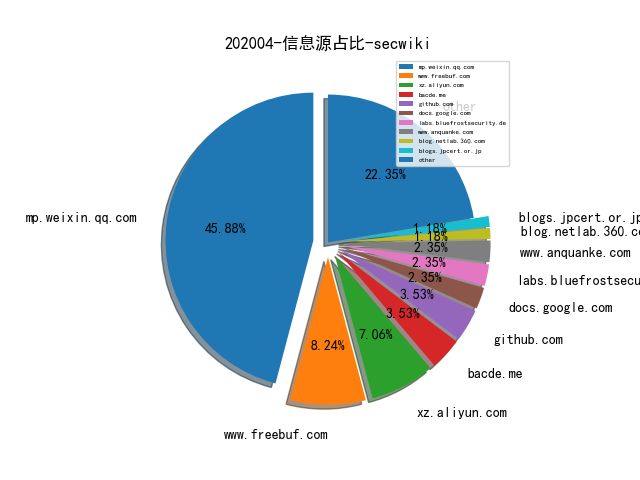 202004-信息源占比-secwiki
mp.weixin.qq.com
www.freebuf.com
xz.aliyun.com
bacde.me
github.com
docs.google.com
labs.bluefrostsecurity.de
www.anquanke.com
blog.netlab.360.com
blogs.jpcert.or.jp
other
other
22.35%
45.88%
1.18%
1.18%
2.35%
2.35%
2.35%
3.53%
3.53%
7.06%
8.24%
mp.weixin.qq.com
blogs.jpcert.or.jp
blog.netlab.360.co
www.anquanke.com
labs.bluefrostsecu
docs.google.com
github.com
bacde.me
xz.aliyun.com
www.freebuf.com